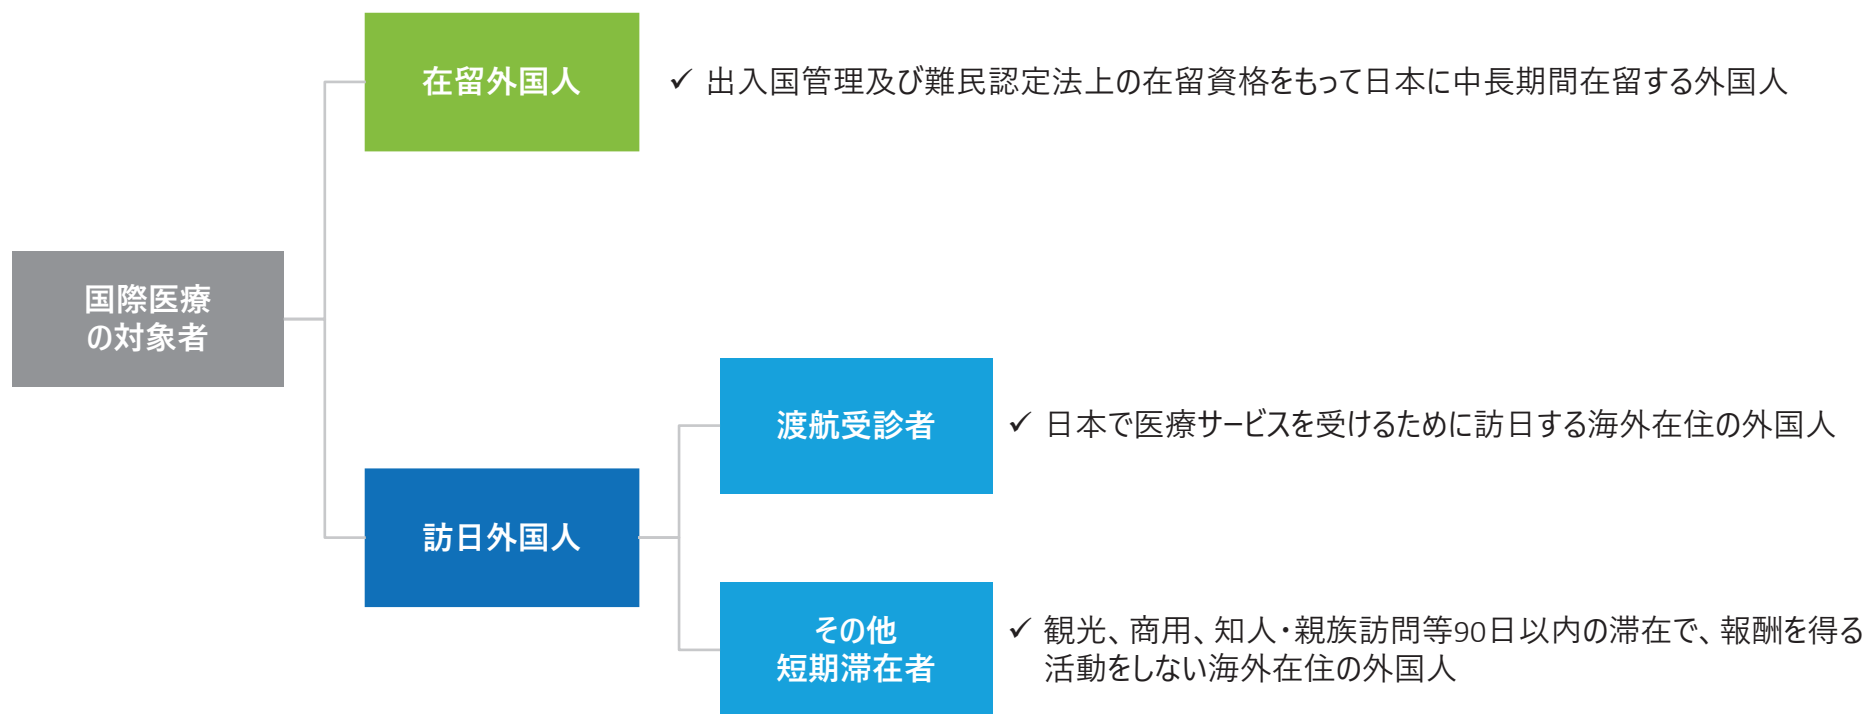 在留外国人
✓ 出入国管理及び難民認定法上の在留資格をもって日本に中長期間在留する外国人
国際医療
の対象者
渡航受診者
✓ 日本で医療サービスを受けるために訪日する海外在住の外国人
訪日外国人
その他
短期滞在者
✓ 観光、商用、知人・親族訪問等90日以内の滞在で、報酬を得る
活動をしない海外在住の外国人